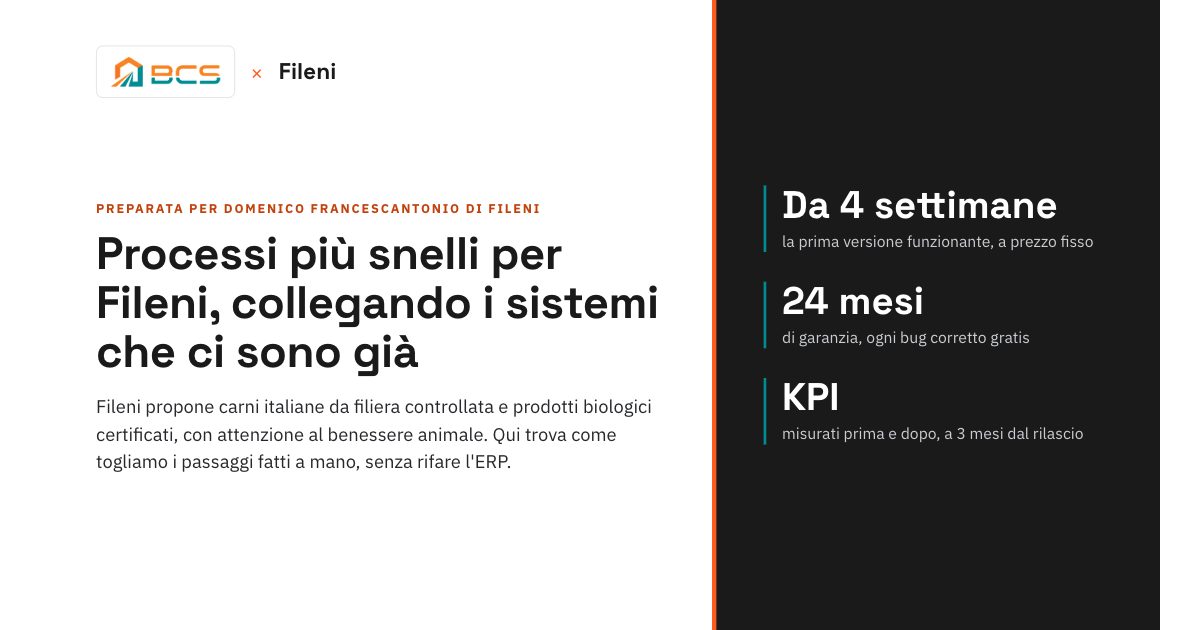 BCS × Fileni
PREPARATA PER DOMENICO FRANCESCANTONIO DI FILENI
Processi più snelli per
Fileni, collegando i sistemi
che ci sono già
Fileni propone carni italiane da filiera controllata e prodotti biologici
certificati, con attenzione al benessere animale. Qui trova come
togliamo i passaggi fatti a mano, senza rifare l'ERP.
Da 4 settimane
la prima versione funzionante, a prezzo fisso
24 mesi
di garanzia, ogni bug corretto gratis
KPI
misurati prima e dopo, a 3 mesi dal rilascio